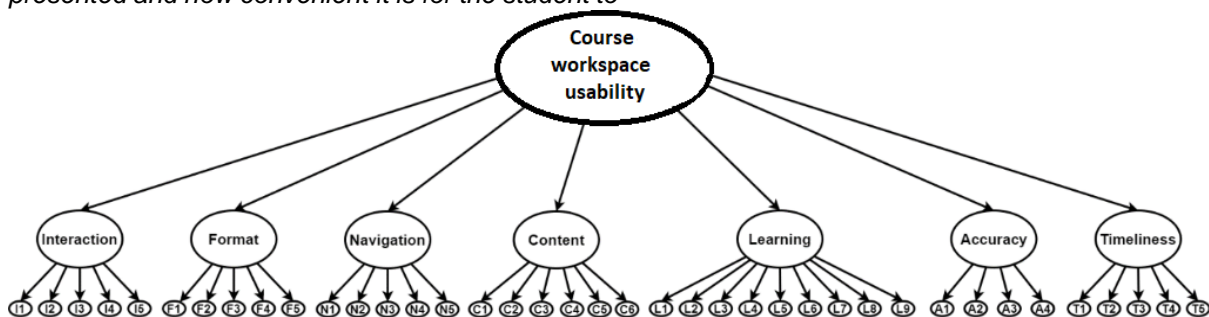 presented and how convenient it is for the student to
Course
workspace
usability
Interaction Format Navigation Content Learning Accuracy Timeliness
I1 I2 I3 I4 I5 F1 F2 F3 F4 F5 N1 N2 N3 N4 N5 C1 C2 C3 C4 C5 C6 L1 L2 L3 L4 L5 L6 L7 L8 L9 A1 A2 A3 A4 T1 T2 T3 T4 T5